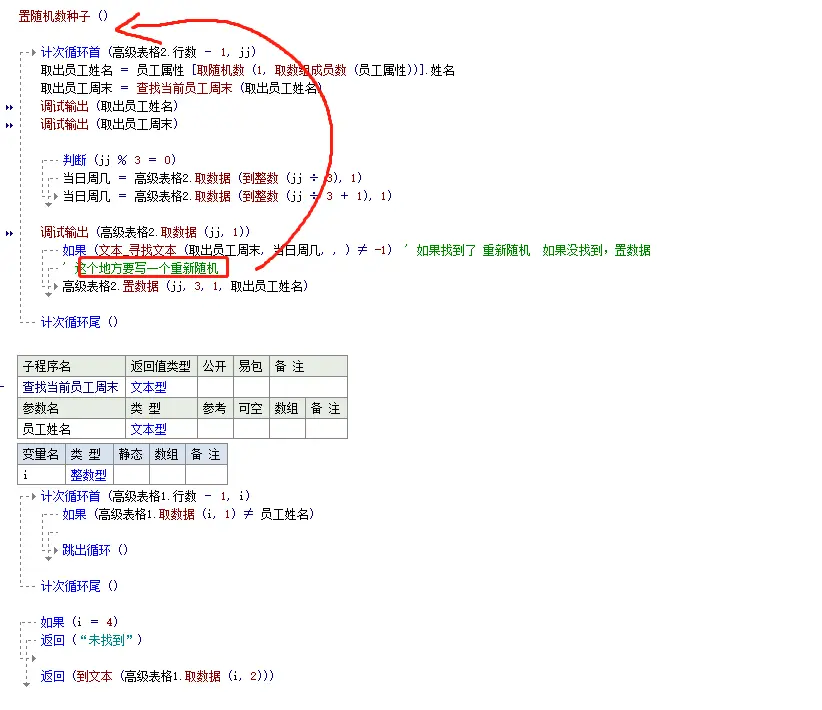 置随机数种子 ()
计次循环首 (高级表格2.行数 - 1, jj)
取出员工姓名 = 员工属性 [取随机数 (1, 取数组成员数 (员工属性))].姓名
取出员工周末 = 查找当前员工周末 (取出员工姓名)
调试输出 (取出员工姓名)
调试输出 (取出员工周末)
判断 (jj % 3 = 0)
当日周几 = 高级表格2.取数据 (到整数 (jj ÷ 3), 1)
当日周几 = 高级表格2.取数据 (到整数 (jj ÷ 3 + 1), 1)
调试输出 (高级表格2.取数据 (jj, 1))
如果 (文本_寻找文本 (取出员工周末, 当日周几, , ) ≠ -1) ' 如果找到了 重新随机 如果没找到，置数据
' 这个地方要写一个重新随机
高级表格2.置数据 (jj, 3, 1, 取出员工姓名)
计次循环尾 ()
子程序名 返回值类型 公开 易包 备 注
查找当前员工周末 文本型
参数名 类 型 参考 可空 数组 备 注
员工姓名 文本型
变量名 类 型 静态 数组 备 注
i 整数型
计次循环首 (高级表格1.行数 - 1, i)
如果 (高级表格1.取数据 (i, 1) ≠ 员工姓名)
跳出循环 ()
计次循环尾 ()
如果 (i = 4)
返回 (“未找到”)
返回 (到文本 (高级表格1.取数据 (i, 2)))